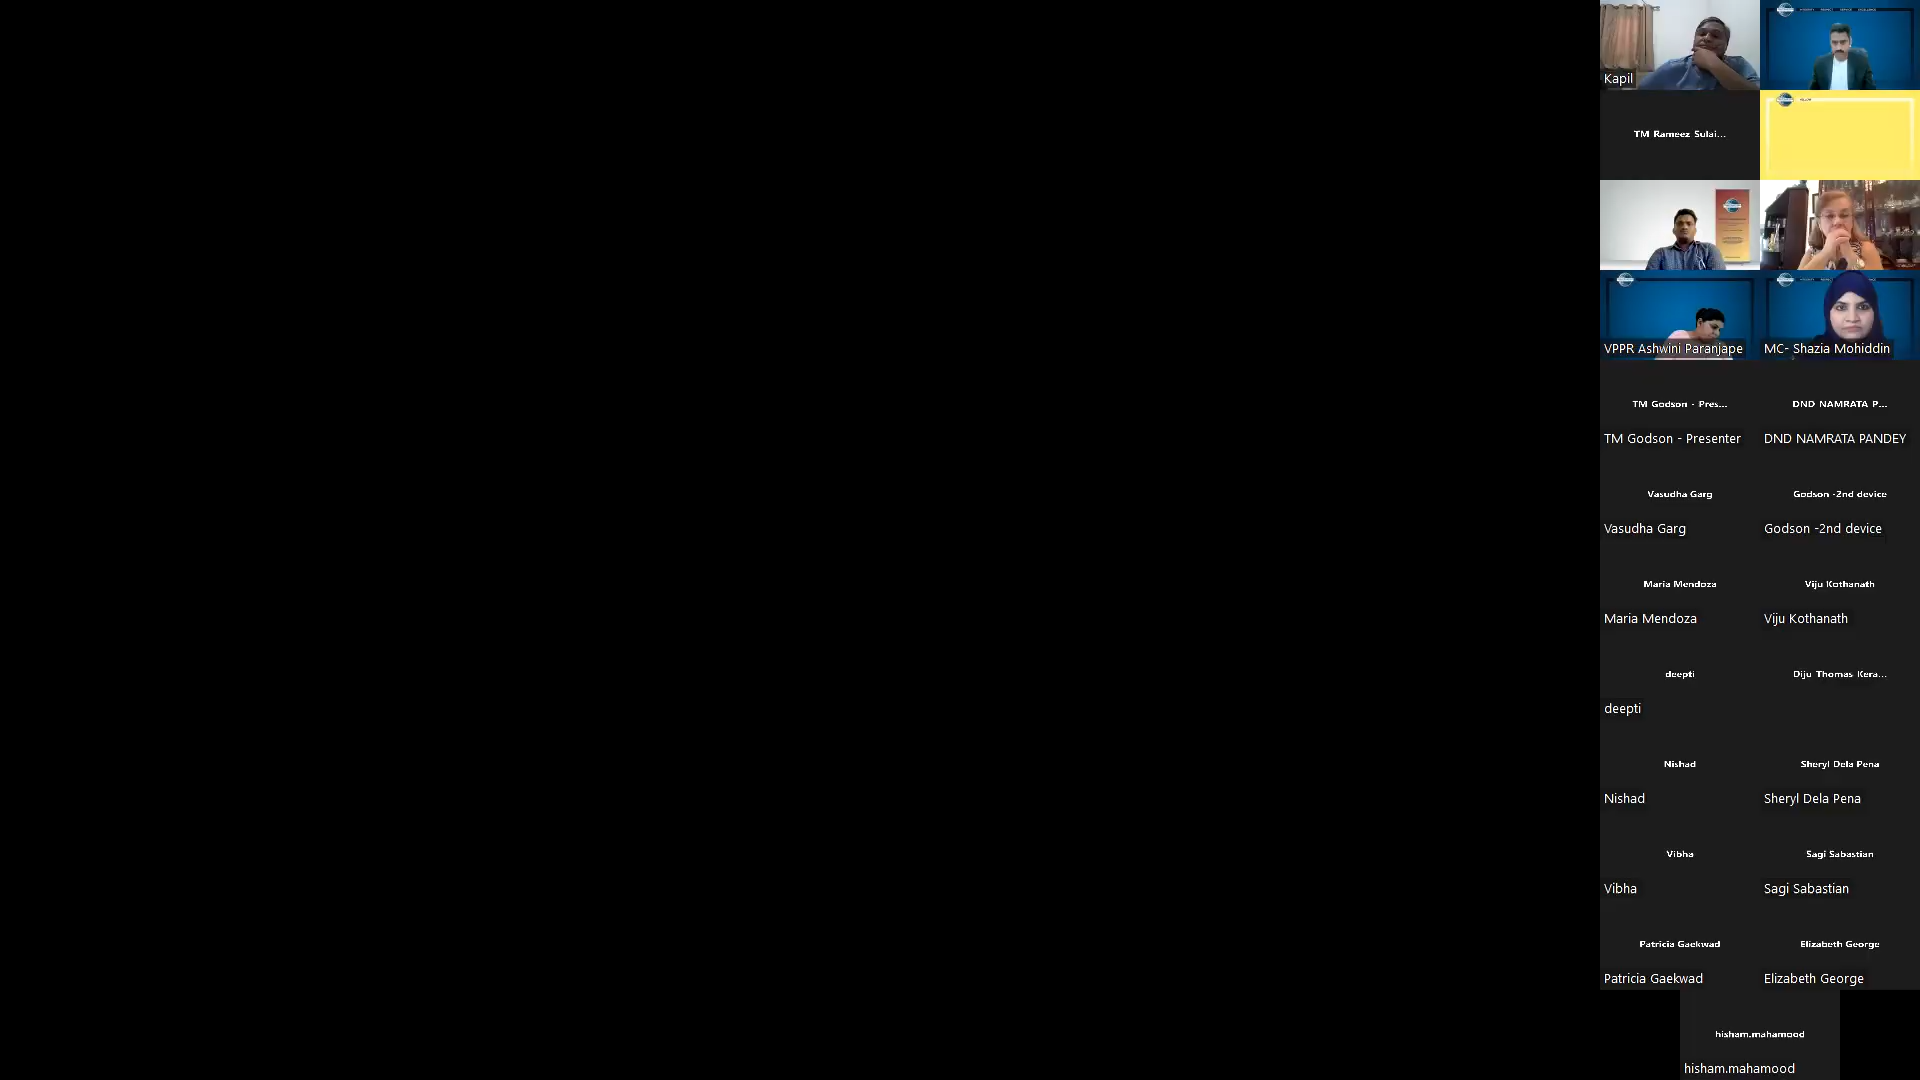 Kapil
TM Rameez Sulai...
VPPR Ashwini Paranjape
MC- Shazia Mohiddin
TM Godson - Pres...
DND NAMRATA P...
TM Godson - Presenter
DND NAMRATA PANDEY
Vasudha Garg
Godson -2nd device
Vasudha Garg
Godson -2nd device
Maria Mendoza
Viju Kothanath
Maria Mendoza
Viju Kothanath
deepti
Diju Thomas Kera...
deepti
Nishad
Sheryl Dela Pena
Nishad
Sheryl Dela Pena
Vibha
Sagi Sabastian
Vibha
Sagi Sabastian
Patricia Gaekwad
Elizabeth George
Patricia Gaekwad
Elizabeth George
hisham.mahamood
hisham.mahamood